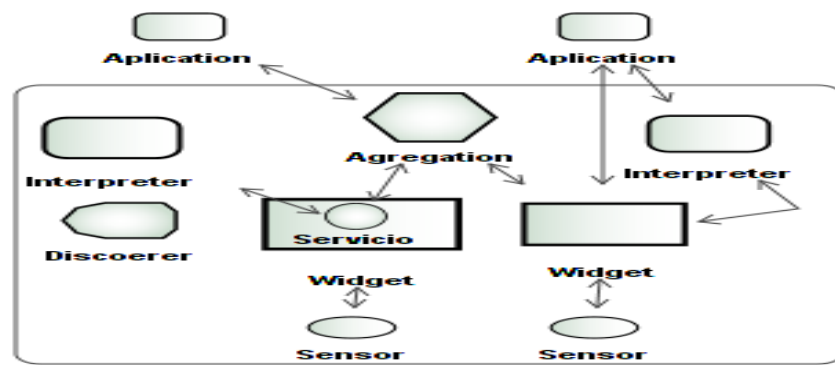 Aplication
Aplication
Agregation
Interpreter
Interpreter
Servicio
Discoerer
Widget
Widget
Sensor
Sensor